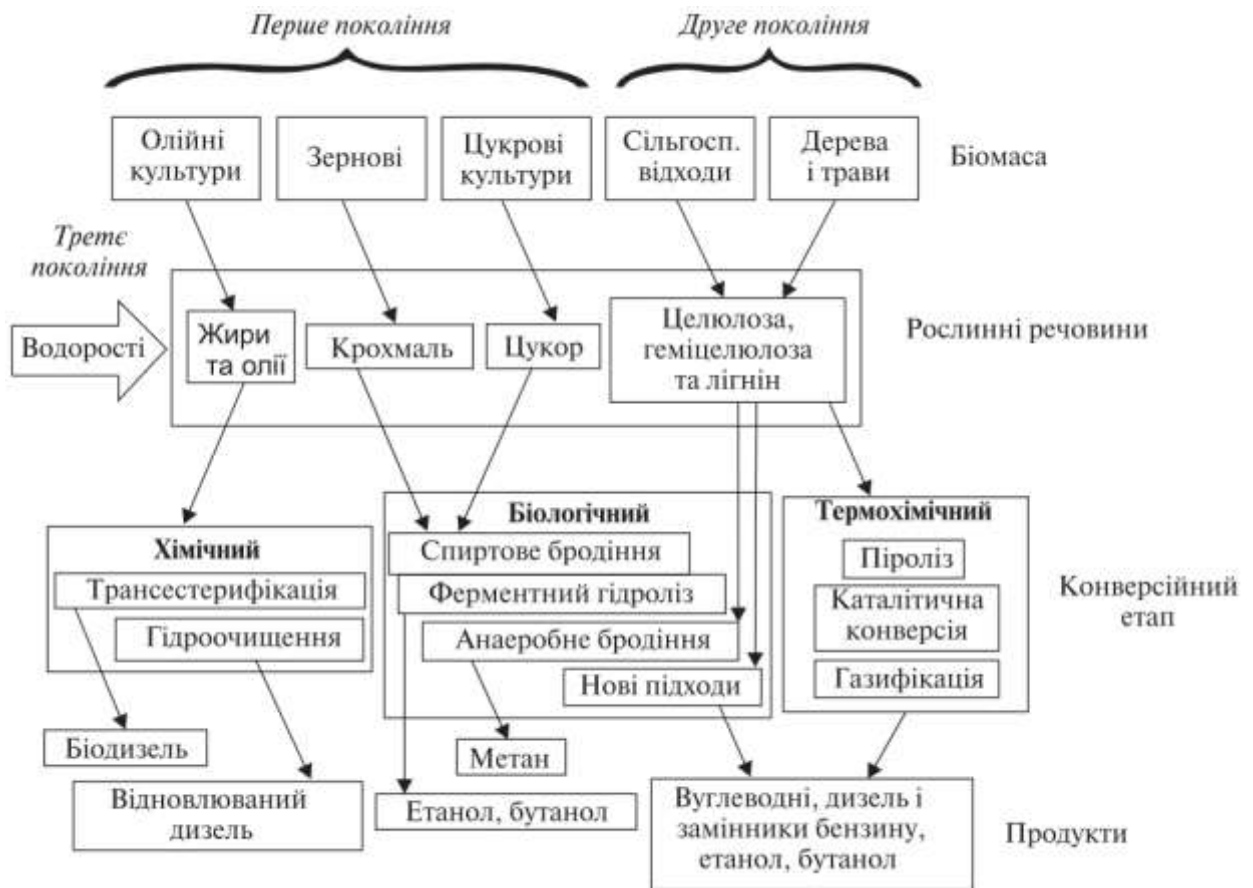 Перше покоління
Друге покоління
Олійні
культури
Зернові
Цукрові
культури
Сільгосп.
відходи
Дерева
і трави
Біомаса
Третє
покоління
Водорості
Жири
та олії
Крохмаль
Цукор
Целюлоза,
геміцелюлоза
та лігнін
Рослинні речовини
Хімічний
Трансестерифікація
Гідроочищення
Біологічний
Спиртове бродіння
Ферментний гідроліз
Анаеробне бродіння
Нові підходи
Термохімічний
Піроліз
Каталітична
конверсія
Газифікація
Конверсійний
етап
Біодизель
Відновлюваний
дизель
Метан
Етанол, бутанол
Вуглеводні, дизель і
замінники бензину,
етанол, бутанол
Продукти